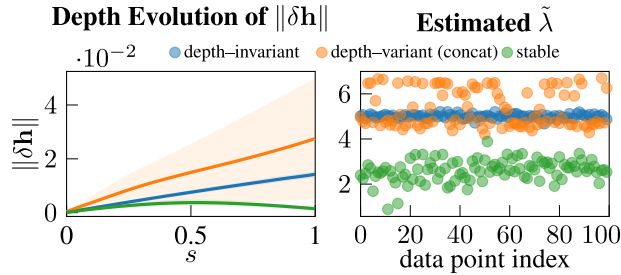 Depth Evolution of ‖δh‖
Estimated λ̃
depth–invariant depth–variant (concat) stable
·10⁻²
4
2
0
‖δh‖
0 0.5 1
s
6
4
2
0 20 40 60 80 100
data point index